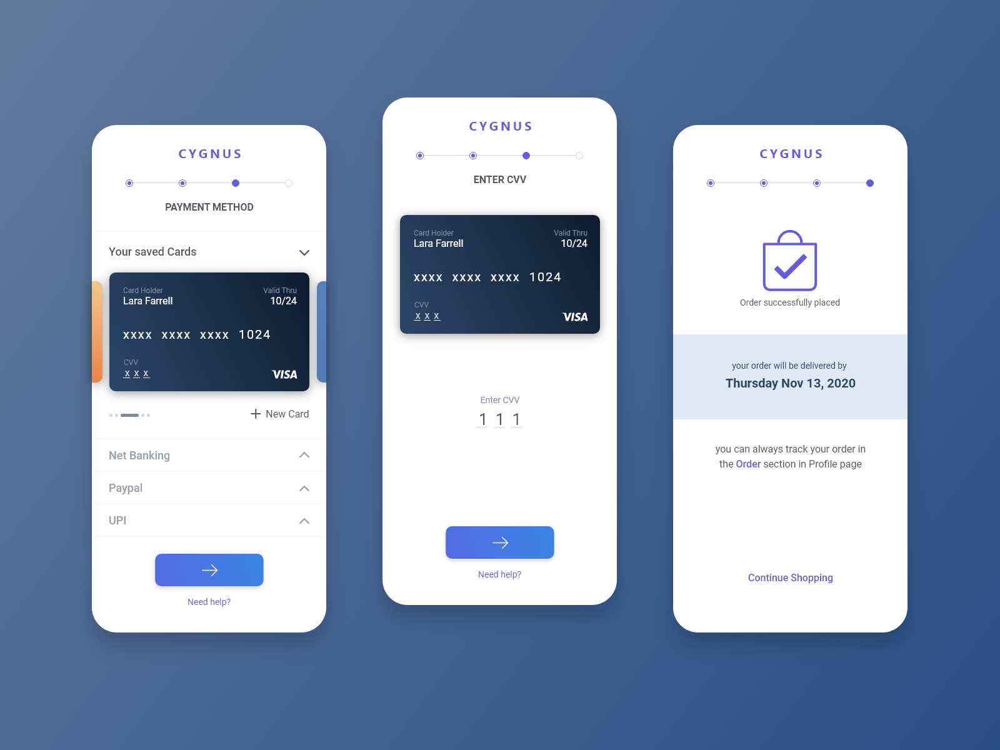 CYGNUS
PAYMENT METHOD
Your saved Cards
Card Holder
Valid Thru
Lara Farrell
10/24
xxxx xxxx xxxx 1024
CVV
x x x
VISA
New Card
Net Banking
Paypal
UPI
Need help?
CYGNUS
ENTER CVV
Card Holder
Valid Thru
Lara Farrell
10/24
xxxx xxxx xxxx 1024
CVV
x x x
VISA
Enter CVV
1 1 1
Need help?
CYGNUS
Order successfully placed
your order will be delivered by
Thursday Nov 13, 2020
you can always track your order in
the Order section in Profile page
Continue Shopping